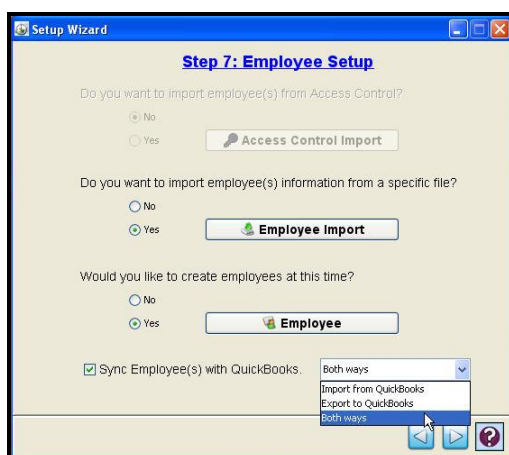 Setup Wizard
Step 7: Employee Setup
Do you want to import employee(s) from Access Control?
No
Yes
Access Control Import
Do you want to import employee(s) information from a specific file?
No
Yes
Employee Import
Would you like to create employees at this time?
No
Yes
Employee
Sync Employee(s) with QuickBooks.
Both ways
Import from QuickBooks
Export to QuickBooks
Both ways
?